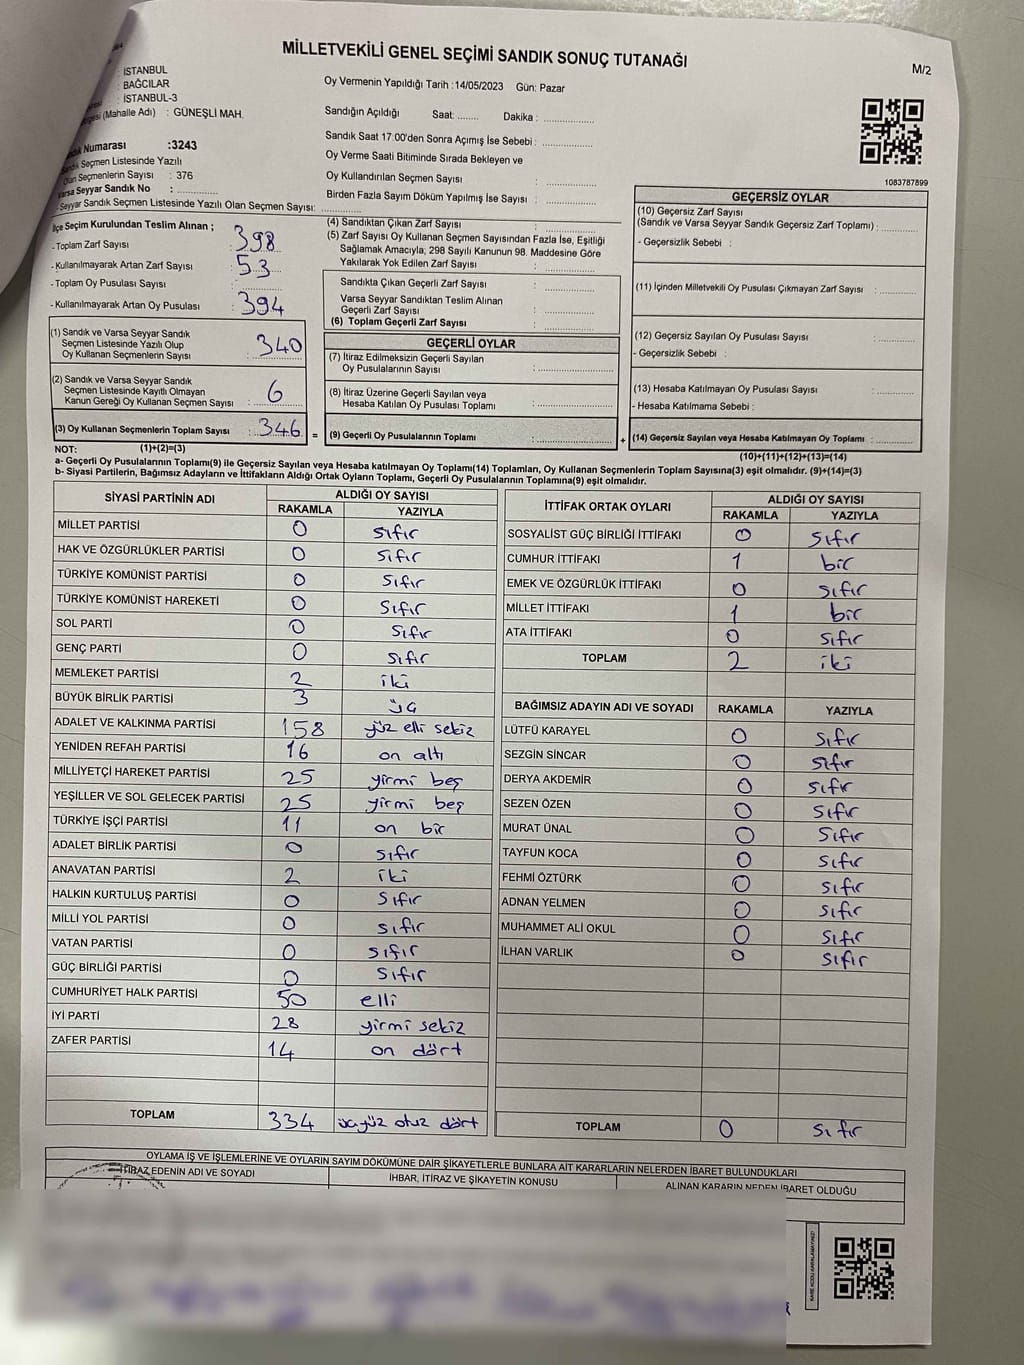 MİLLETVEKİLİ GENEL SEÇİMİ SANDIK SONUÇ TUTANAĞI
M/2
: İSTANBUL
: BAĞCILAR
: İSTANBUL-3
(Mahalle Adı) : GÜNEŞLİ MAH.
Oy Vermenin Yapıldığı Tarih :14/05/2023 Gün: Pazar
Sandığın Açıldığı Saat: ........ Dakika : ..................
Sandık Saat 17:00'den Sonra Açımış İse Sebebi : ..................
Oy Verme Saati Bitiminde Sırada Bekleyen ve
Oy Kullandırılan Seçmen Sayısı : ..................
Birden Fazla Sayım Döküm Yapılmış İse Sayısı : ..................
1083787899
Numarası :3243
Seçmen Listesinde Yazılı
Olan Seçmenlerin Sayısı : 376
Varsa Seyyar Sandık No : ..............
Seyyar Sandık Seçmen Listesinde Yazılı Olan Seçmen Sayısı: ..............
İlçe Seçim Kurulundan Teslim Alınan ;
- Toplam Zarf Sayısı : 398
- Kullanılmayarak Artan Zarf Sayısı : 53
- Toplam Oy Pusulası Sayısı :
- Kullanılmayarak Artan Oy Pusulası : 394
(1) Sandık ve Varsa Seyyar Sandık
Seçmen Listesinde Yazılı Olup
Oy Kullanan Seçmenlerin Sayısı : 340
(2) Sandık ve Varsa Seyyar Sandık
Seçmen Listesinde Kayıtlı Olmayan
Kanun Gereği Oy Kullanan Seçmen Sayısı : 6
(3) Oy Kullanan Seçmenlerin Toplam Sayısı : 346 =
(4) Sandıktan Çıkan Zarf Sayısı : ..............
(5) Zarf Sayısı Oy Kullanan Seçmen Sayısından Fazla İse, Eşitliği
Sağlamak Amacıyla, 298 Sayılı Kanunun 98. Maddesine Göre
Yakılarak Yok Edilen Zarf Sayısı : ..............
Sandıkta Çıkan Geçerli Zarf Sayısı : ..............
Varsa Seyyar Sandıktan Teslim Alınan
Geçerli Zarf Sayısı : ..............
(6) Toplam Geçerli Zarf Sayısı : ..............
GEÇERLİ OYLAR
(7) İtiraz Edilmeksizin Geçerli Sayılan
Oy Pusulalarının Sayısı : ..............
(8) İtiraz Üzerine Geçerli Sayılan veya
Hesaba Katılan Oy Pusulası Toplamı : ..............
(9) Geçerli Oy Pusulalarının Toplamı : .............. +
GEÇERSİZ OYLAR
(10) Geçersiz Zarf Sayısı
(Sandık ve Varsa Seyyar Sandık Geçersiz Zarf Toplamı) : ..........
- Geçersizlik Sebebi :
(11) İçinden Milletvekili Oy Pusulası Çıkmayan Zarf Sayısı : ..........
(12) Geçersiz Sayılan Oy Pusulası Sayısı : ..........
- Geçersizlik Sebebi :
(13) Hesaba Katılmayan Oy Pusulası Sayısı : ..........
- Hesaba Katılmama Sebebi :
(14) Geçersiz Sayılan veya Hesaba Katılmayan Oy Toplamı : ..........
NOT: (1)+(2)=(3) (10)+(11)+(12)+(13)=(14)
a- Geçerli Oy Pusulalarının Toplamı(9) ile Geçersiz Sayılan veya Hesaba katılmayan Oy Toplamı(14) Toplamları, Oy Kullanan Seçmenlerin Toplam Sayısına(3) eşit olmalıdır. (9)+(14)=(3)
b- Siyasi Partilerin, Bağımsız Adayların ve İttifakların Aldığı Ortak Oyların Toplamı, Geçerli Oy Pusulalarının Toplamına(9) eşit olmalıdır.
SİYASİ PARTİNİN ADI ALDIĞI OY SAYISI
RAKAMLA YAZIYLA
MİLLET PARTİSİ 0 sıfır
HAK VE ÖZGÜRLÜKLER PARTİSİ 0 sıfır
TÜRKİYE KOMÜNİST PARTİSİ 0 sıfır
TÜRKİYE KOMÜNİST HAREKETİ 0 sıfır
SOL PARTİ 0 sıfır
GENÇ PARTİ 0 sıfır
MEMLEKET PARTİSİ 2 iki
BÜYÜK BİRLİK PARTİSİ 3 üç
ADALET VE KALKINMA PARTİSİ 158 yüz elli sekiz
YENİDEN REFAH PARTİSİ 16 on altı
MİLLİYETÇİ HAREKET PARTİSİ 25 yirmi beş
YEŞİLLER VE SOL GELECEK PARTİSİ 25 yirmi beş
TÜRKİYE İŞÇİ PARTİSİ 11 on bir
ADALET BİRLİK PARTİSİ 0 sıfır
ANAVATAN PARTİSİ 2 iki
HALKIN KURTULUŞ PARTİSİ 0 sıfır
MİLLİ YOL PARTİSİ 0 sıfır
VATAN PARTİSİ 0 sıfır
GÜÇ BİRLİĞİ PARTİSİ 0 sıfır
CUMHURİYET HALK PARTİSİ 50 elli
İYİ PARTİ 28 yirmi sekiz
ZAFER PARTİSİ 14 on dört
TOPLAM 334 üçyüz otuz dört
İTTİFAK ORTAK OYLARI ALDIĞI OY SAYISI
RAKAMLA YAZIYLA
SOSYALİST GÜÇ BİRLİĞİ İTTİFAKI 0 sıfır
CUMHUR İTTİFAKI 1 bir
EMEK VE ÖZGÜRLÜK İTTİFAKI 0 sıfır
MİLLET İTTİFAKI 1 bir
ATA İTTİFAKI 0 sıfır
TOPLAM 2 iki
BAĞIMSIZ ADAYIN ADI VE SOYADI RAKAMLA YAZIYLA
LÜTFÜ KARAYEL 0 sıfır
SEZGİN SİNCAR 0 sıfır
DERYA AKDEMİR 0 sıfır
SEZEN ÖZEN 0 sıfır
MURAT ÜNAL 0 sıfır
TAYFUN KOCA 0 sıfır
FEHMİ ÖZTÜRK 0 sıfır
ADNAN YELMEN 0 sıfır
MUHAMMET ALİ OKUL 0 sıfır
İLHAN VARLIK 0 sıfır
TOPLAM 0 sıfır
OYLAMA İŞ VE İŞLEMLERİNE VE OYLARIN SAYIM DÖKÜMÜNE DAİR ŞİKAYETLERLE BUNLARA AİT KARARLARIN NELERDEN İBARET BULUNDUKLARI
İTİRAZ EDENİN ADI VE SOYADI İHBAR, İTİRAZ VE ŞİKAYETİN KONUSU ALINAN KARARIN NEDEN İBARET OLDUĞU